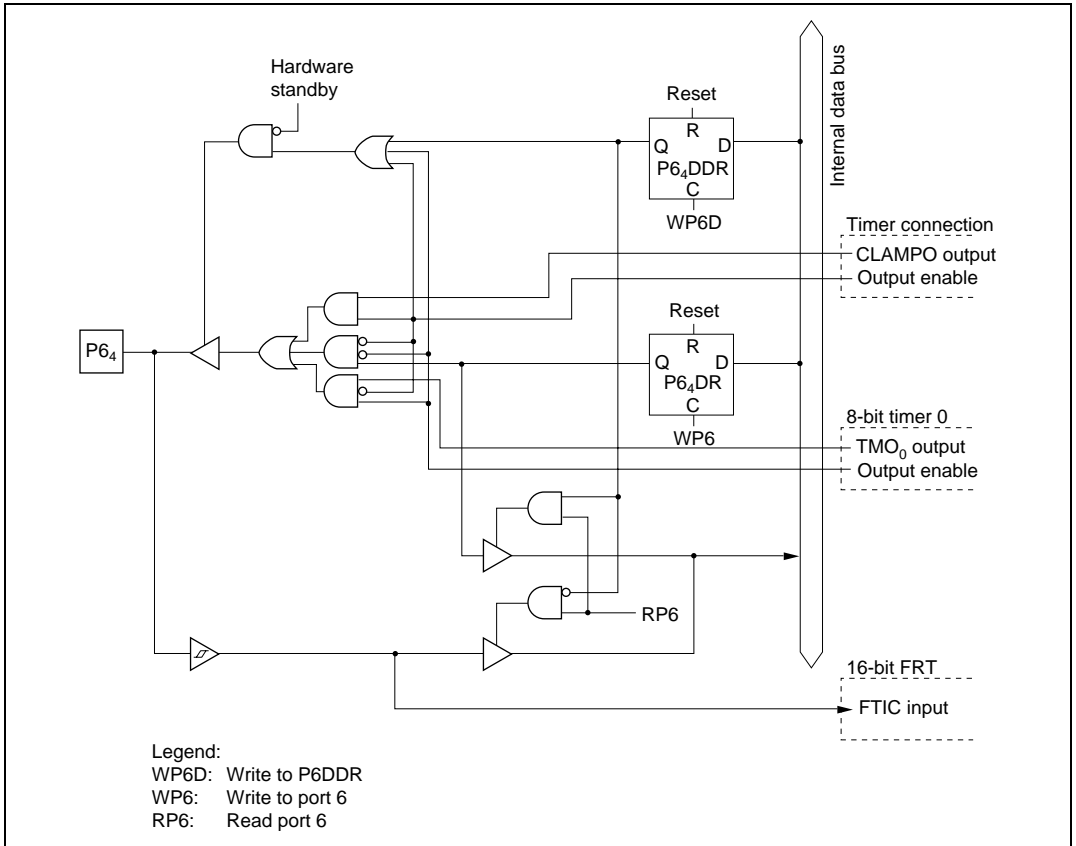 Hardware
standby
Reset
R
Q D
P6₄DDR
C
WP6D
Internal data bus
Timer connection
CLAMPO output
Output enable
Reset
R
Q D
P6₄DR
C
WP6
P6₄
8-bit timer 0
TMO₀ output
Output enable
RP6
16-bit FRT
FTIC input
Legend:
WP6D: Write to P6DDR
WP6: Write to port 6
RP6: Read port 6